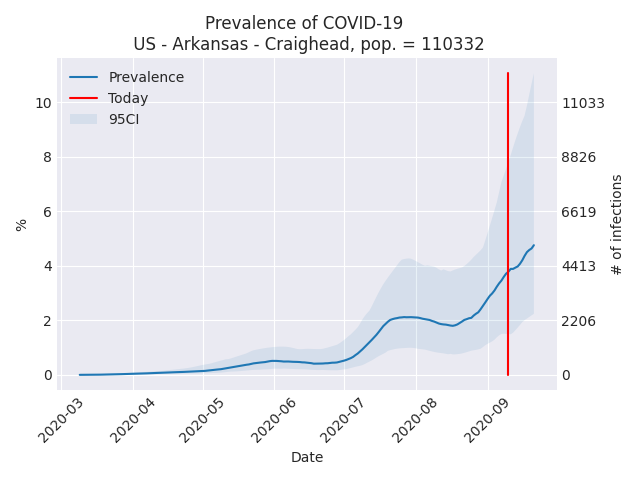 Prevalence of COVID-19
US - Arkansas - Craighead, pop. = 110332
Prevalence
Today
95CI
10
8
6
4
2
0
%
11033
8826
6619
4413
2206
0
# of infections
2020-03
2020-04
2020-05
2020-06
2020-07
2020-08
2020-09
Date